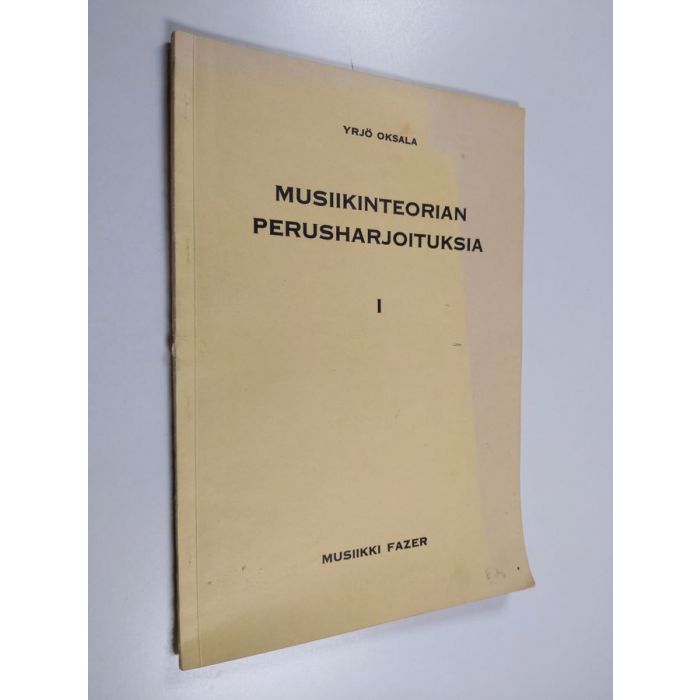 YRJÖ OKSALA
MUSIIKINTEORIAN
PERUSHARJOITUKSIA
I
MUSIIKKI FAZER